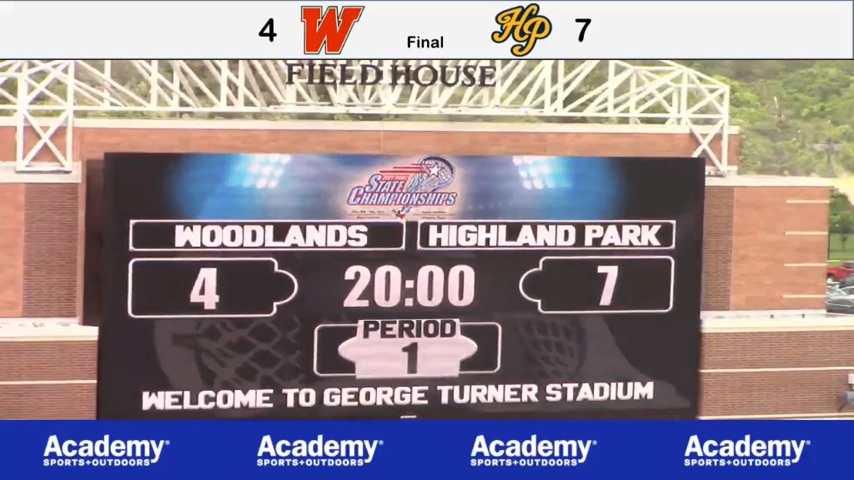 4 W Final HP 7
FIELD HOUSE
STATE
CHAMPIONSHIPS
WOODLANDS HIGHLAND PARK
4 20:00 7
PERIOD
1
WELCOME TO GEORGE TURNER STADIUM
Academy Academy Academy Academy
SPORTS+OUTDOORS SPORTS+OUTDOORS SPORTS+OUTDOORS SPORTS+OUTDOORS